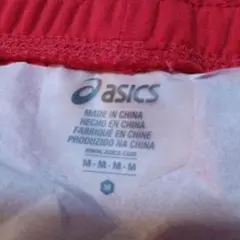 asics
MADE IN CHINA
HECHO EN CHINA
FABRIQUÉ EN CHINE
PRODUZIDO NA CHINA
M - M - M - M
M